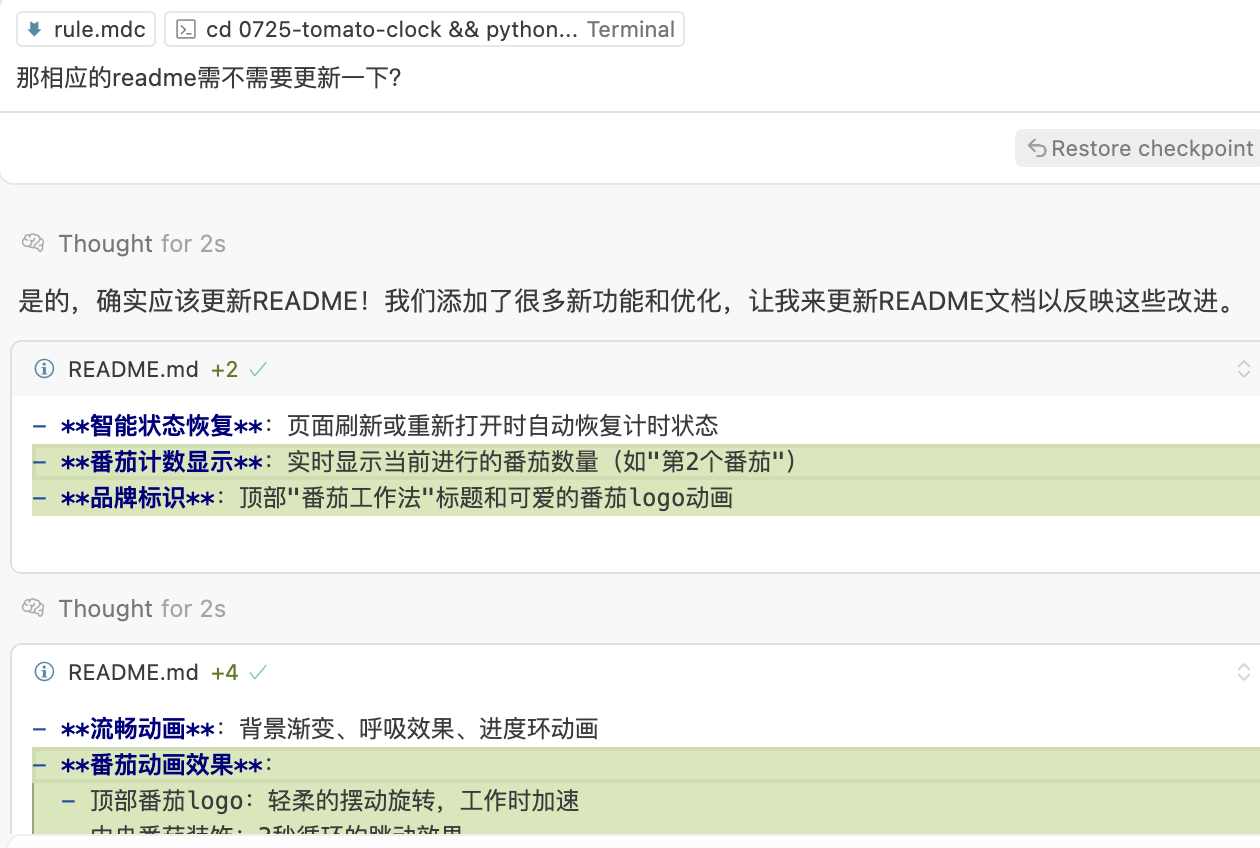 rule.mdc cd 0725-tomato-clock && python... Terminal
那相应的readme需不需要更新一下?
Restore checkpoint
Thought for 2s
是的，确实应该更新README！我们添加了很多新功能和优化，让我来更新README文档以反映这些改进。
README.md +2
- **智能状态恢复**：页面刷新或重新打开时自动恢复计时状态
- **番茄计数显示**：实时显示当前进行的番茄数量（如"第2个番茄"）
- **品牌标识**：顶部"番茄工作法"标题和可爱的番茄logo动画
Thought for 2s
README.md +4
- **流畅动画**：背景渐变、呼吸效果、进度环动画
- **番茄动画效果**：
- 顶部番茄logo：轻柔的摆动旋转，工作时加速